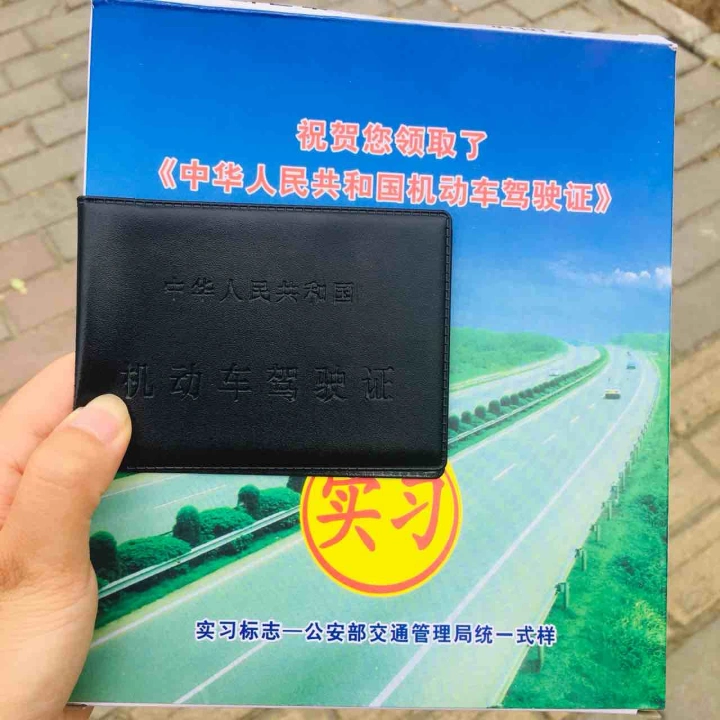 祝贺您领取了
《中华人民共和国机动车驾驶证》
中华人民共和国
机动车驾驶证
实习
实习标志—公安部交通管理局统一式样